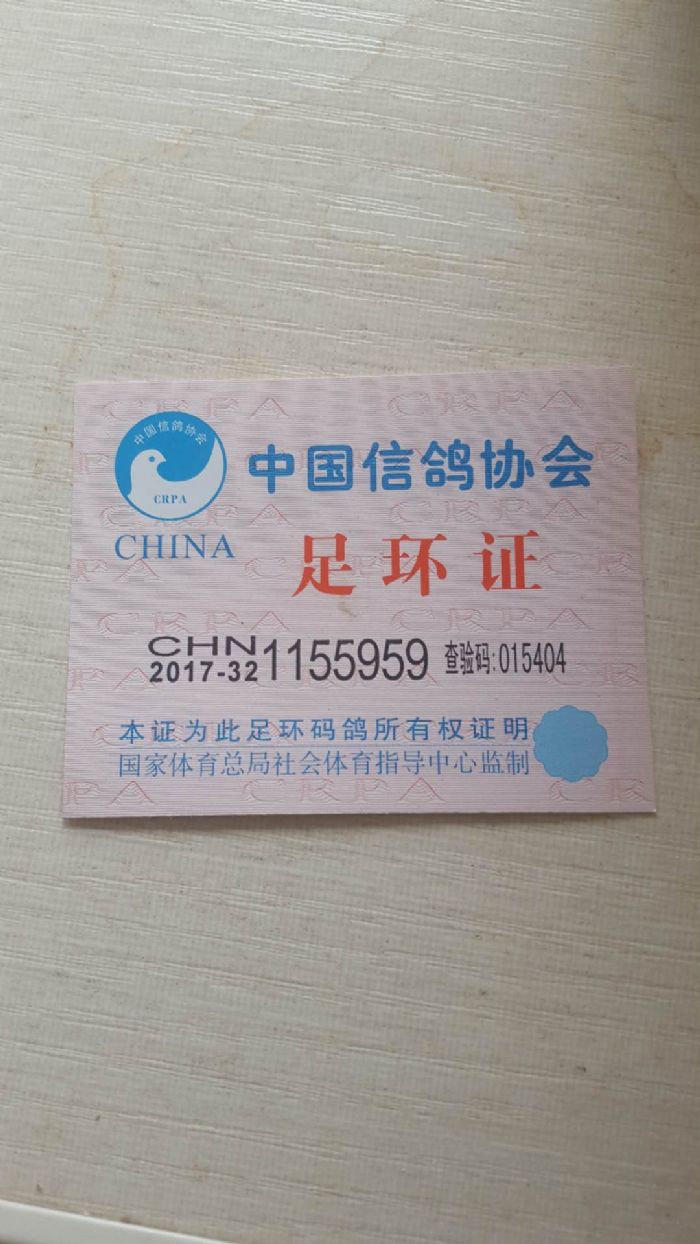 中国信鸽协会
CRPA
CHINA
中国信鸽协会
足环证
CHN
2017-32 1155959 查验码:015404
本证为此足环码鸽所有权证明
国家体育总局社会体育指导中心监制
CRPA